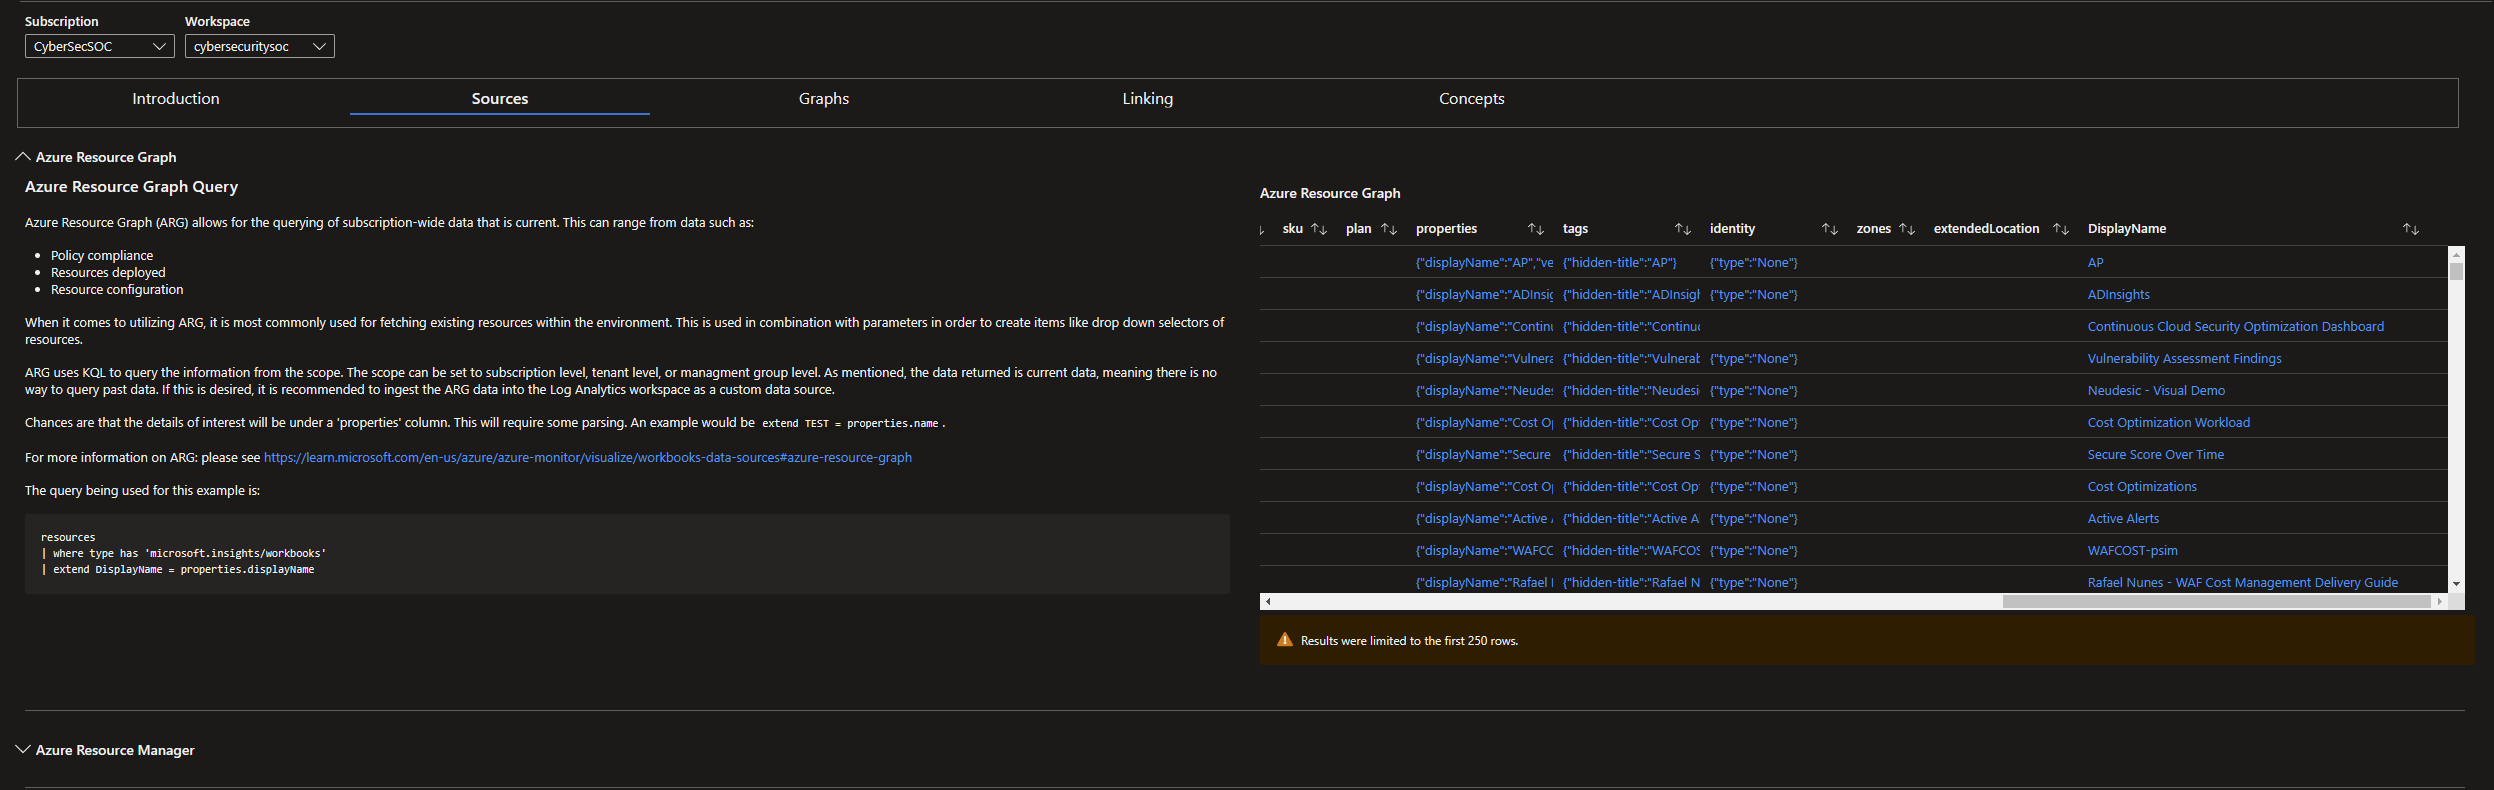 Subscription Workspace
CyberSecSOC cybersecuritysoc
Introduction Sources Graphs Linking Concepts
Azure Resource Graph
Azure Resource Graph Query
Azure Resource Graph (ARG) allows for the querying of subscription-wide data that is current. This can range from data such as:
• Policy compliance
• Resources deployed
• Resource configuration
When it comes to utilizing ARG, it is most commonly used for fetching existing resources within the environment. This is used in combination with parameters in order to create items like drop down selectors of
resources.
ARG uses KQL to query the information from the scope. The scope can be set to subscription level, tenant level, or managment group level. As mentioned, the data returned is current data, meaning there is no
way to query past data. If this is desired, it is recommended to ingest the ARG data into the Log Analytics workspace as a custom data source.
Chances are that the details of interest will be under a 'properties' column. This will require some parsing. An example would be extend TEST = properties.name.
For more information on ARG: please see https://learn.microsoft.com/en-us/azure/azure-monitor/visualize/workbooks-data-sources#azure-resource-graph
The query being used for this example is:
resources
| where type has 'microsoft.insights/workbooks'
| extend DisplayName = properties.displayName
Azure Resource Graph
sku plan properties tags identity zones extendedLocation DisplayName
{"displayName":"AP","ve {"hidden-title":"AP"} {"type":"None"} AP
{"displayName":"ADInsig {"hidden-title":"ADInsigh {"type":"None"} ADInsights
{"displayName":"Continu {"hidden-title":"Continuo Continuous Cloud Security Optimization Dashboard
{"displayName":"Vulnera {"hidden-title":"Vulnerab {"type":"None"} Vulnerability Assessment Findings
{"displayName":"Neudes {"hidden-title":"Neudesi {"type":"None"} Neudesic - Visual Demo
{"displayName":"Cost Op {"hidden-title":"Cost Opt {"type":"None"} Cost Optimization Workload
{"displayName":"Secure {"hidden-title":"Secure S {"type":"None"} Secure Score Over Time
{"displayName":"Cost Op {"hidden-title":"Cost Opt {"type":"None"} Cost Optimizations
{"displayName":"Active A {"hidden-title":"Active Al {"type":"None"} Active Alerts
{"displayName":"WAFCO {"hidden-title":"WAFCOS {"type":"None"} WAFCOST-psim
{"displayName":"Rafael N {"hidden-title":"Rafael N {"type":"None"} Rafael Nunes - WAF Cost Management Delivery Guide
Results were limited to the first 250 rows.
Azure Resource Manager